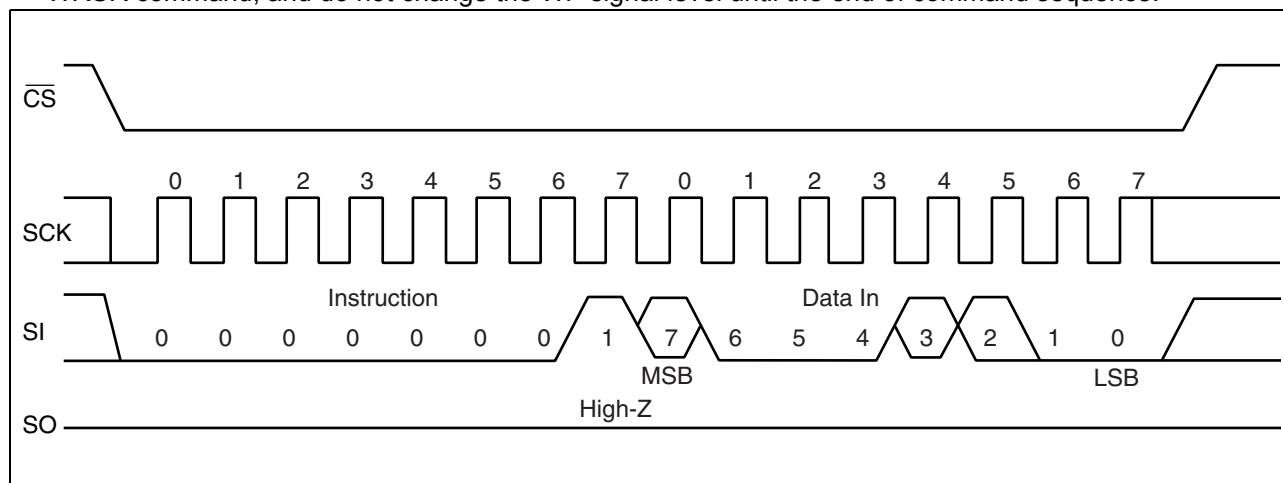 WRSR command, and do not change the WP signal level until the end of command sequence.
CS
0 1 2 3 4 5 6 7 0 1 2 3 4 5 6 7
SCK
Instruction Data In
SI 0 0 0 0 0 0 0 1 7 6 5 4 3 2 1 0
MSB LSB
High-Z
SO